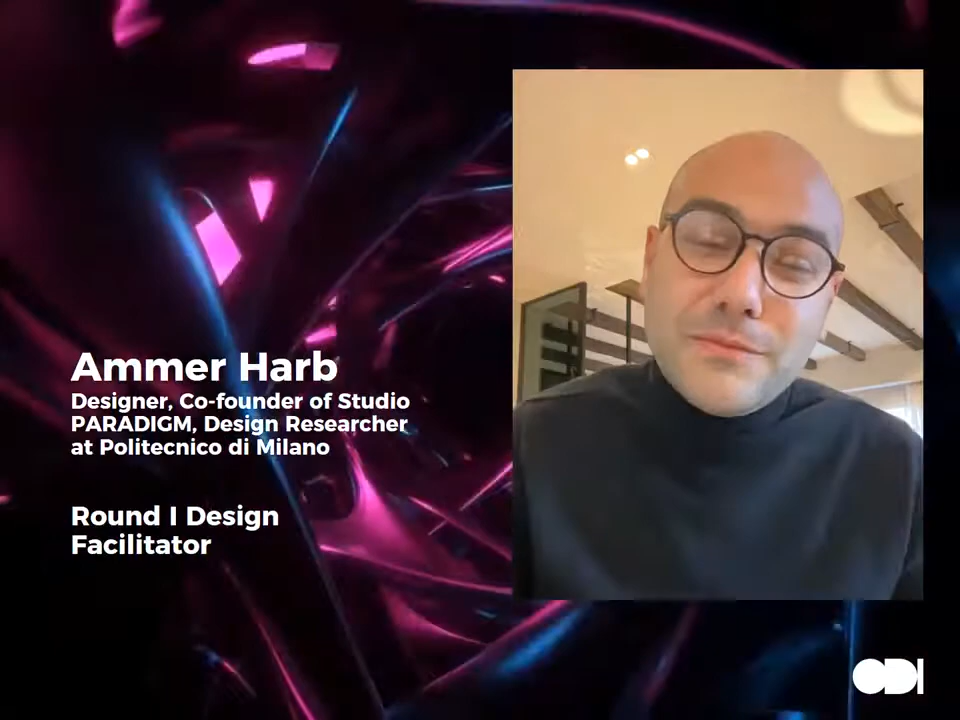 Ammer Harb
Designer, Co-founder of Studio
PARADIGM, Design Researcher
at Politecnico di Milano
Round I Design
Facilitator
ODI